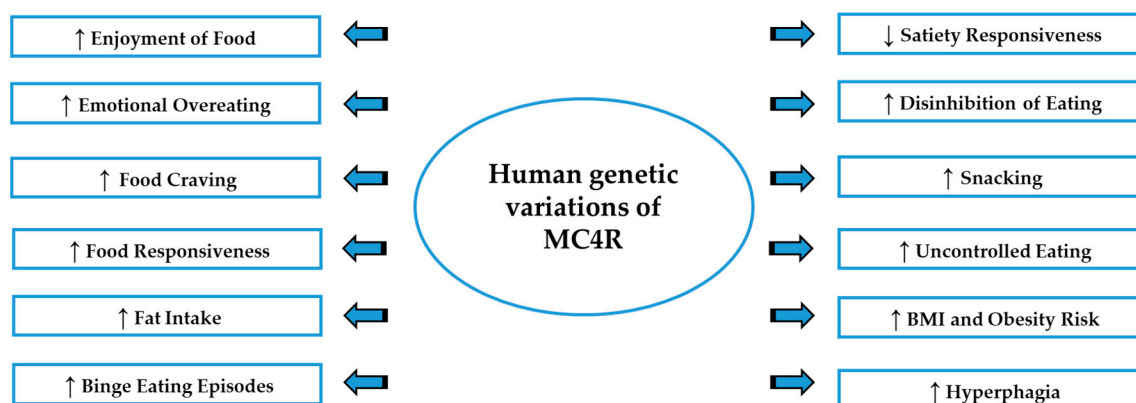 ↑ Enjoyment of Food
↑ Emotional Overeating
↑ Food Craving
↑ Food Responsiveness
↑ Fat Intake
↑ Binge Eating Episodes
Human genetic
variations of
MC4R
↓ Satiety Responsiveness
↑ Disinhibition of Eating
↑ Snacking
↑ Uncontrolled Eating
↑ BMI and Obesity Risk
↑ Hyperphagia